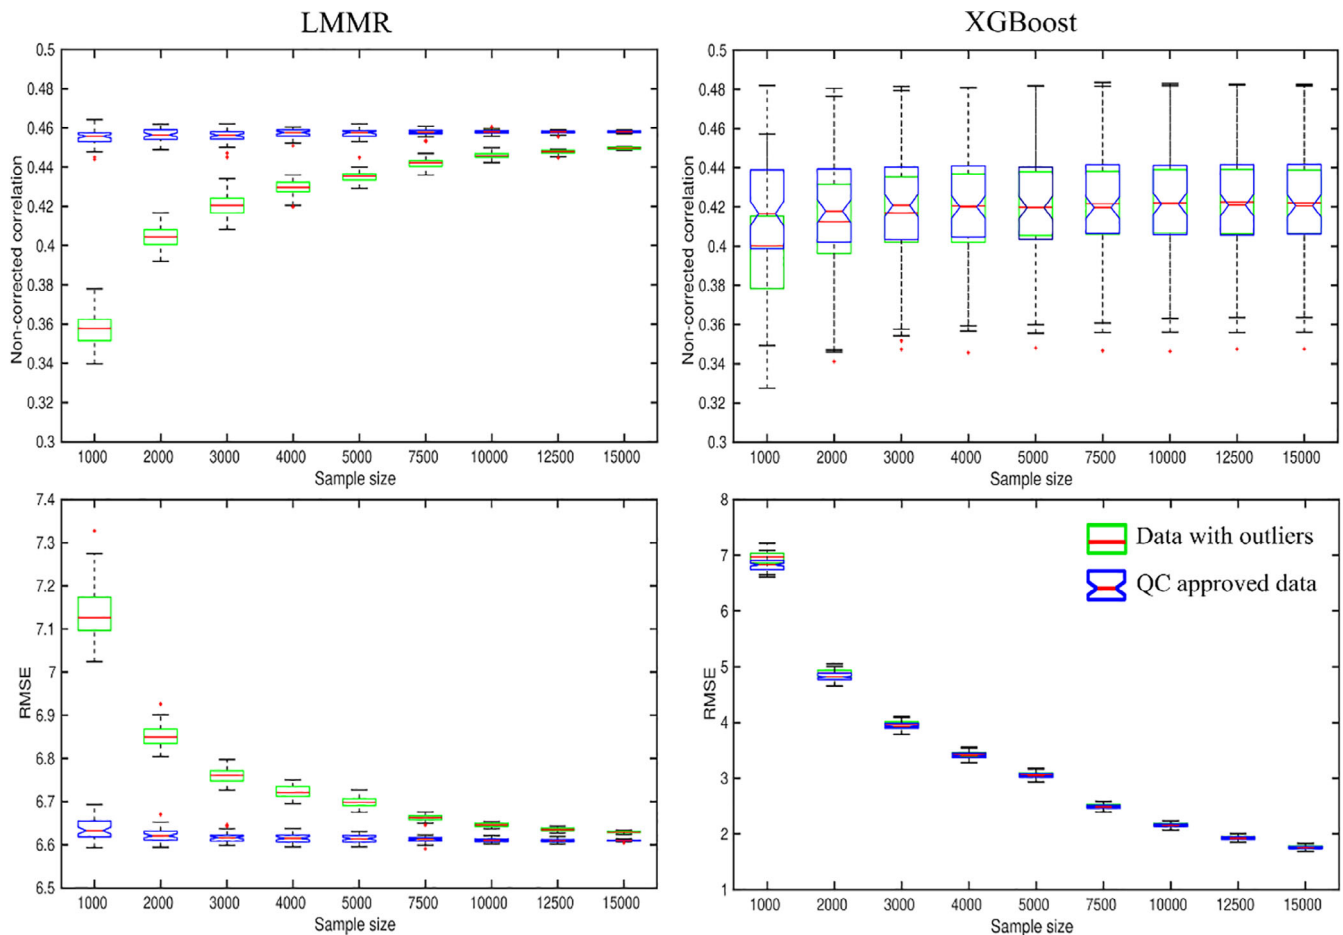 LMMR
XGBoost
0.5
0.48
0.46
0.44
0.42
0.4
0.38
0.36
0.34
0.32
0.3
Non-corrected correlation
1000 2000 3000 4000 5000 7500 10000 12500 15000
Sample size
0.5
0.48
0.46
0.44
0.42
0.4
0.38
0.36
0.34
0.32
0.3
Non-corrected correlation
1000 2000 3000 4000 5000 7500 10000 12500 15000
Sample size
7.4
7.3
7.2
7.1
7
6.9
6.8
6.7
6.6
6.5
RMSE
1000 2000 3000 4000 5000 7500 10000 12500 15000
Sample size
8
7
6
5
4
3
2
1
RMSE
Data with outliers
QC approved data
1000 2000 3000 4000 5000 7500 10000 12500 15000
Sample size